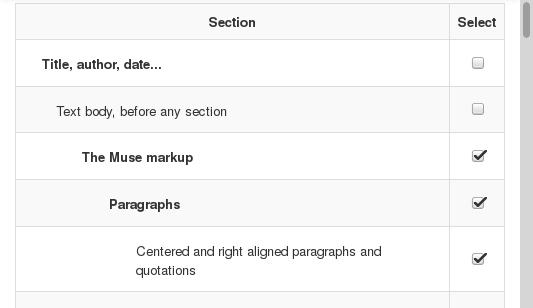 Section Select
Title, author, date...
Text body, before any section
The Muse markup
Paragraphs
Centered and right aligned paragraphs and
quotations